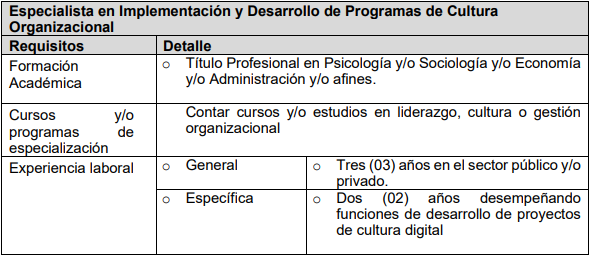 Especialista en Implementación y Desarrollo de Programas de Cultura
Organizacional
Requisitos Detalle
Formación
Académica
o Título Profesional en Psicología y/o Sociología y/o Economía
y/o Administración y/o afines.
Cursos y/o
programas de
especialización
Contar cursos y/o estudios en liderazgo, cultura o gestión
organizacional
Experiencia laboral
o General
o Tres (03) años en el sector público y/o
privado.
o Específica
o Dos (02) años desempeñando
funciones de desarrollo de proyectos
de cultura digital